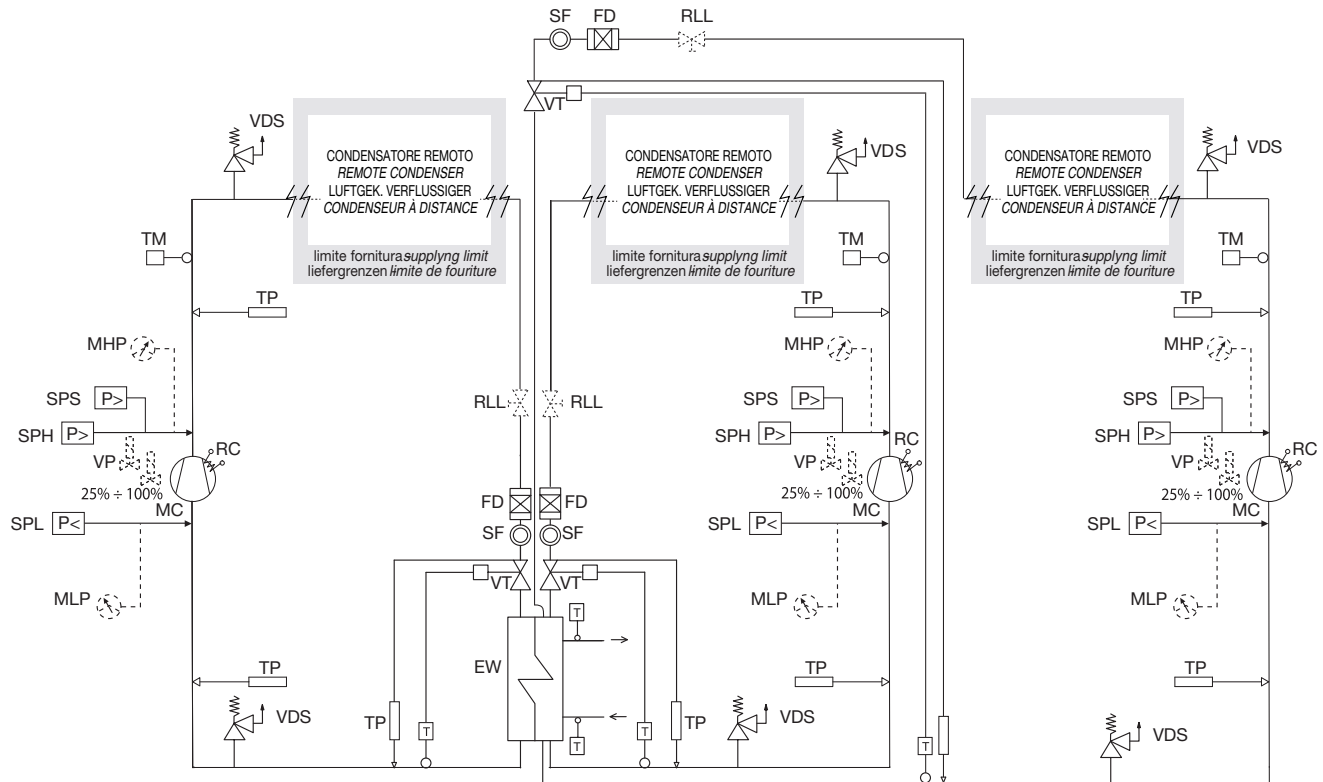 SF FD RLL
VT
VDS VDS VDS
CONDENSATORE REMOTO
REMOTE CONDENSER
LUFTGEK. VERFLUSSIGER
CONDENSEUR À DISTANCE
limite fornitura supplyng limit
liefergrenzen limite de fouriture
CONDENSATORE REMOTO
REMOTE CONDENSER
LUFTGEK. VERFLUSSIGER
CONDENSEUR À DISTANCE
limite fornitura supplyng limit
liefergrenzen limite de fouriture
CONDENSATORE REMOTO
REMOTE CONDENSER
LUFTGEK. VERFLUSSIGER
CONDENSEUR À DISTANCE
limite fornitura supplyng limit
liefergrenzen limite de fouriture
TM TM TM
TP TP TP
MHP MHP MHP
SPS P> SPS P> SPS P>
RLL RLL
SPH P> SPH P> SPH P>
RC RC RC
VP VP VP
25% ÷ 100% 25% ÷ 100% 25% ÷ 100%
MC MC MC
FD FD
SPL P< SPL P< SPL P<
SF SF
VT VT
MLP MLP MLP
T
EW
TP TP TP
VDS TP T T T TP VDS T VDS